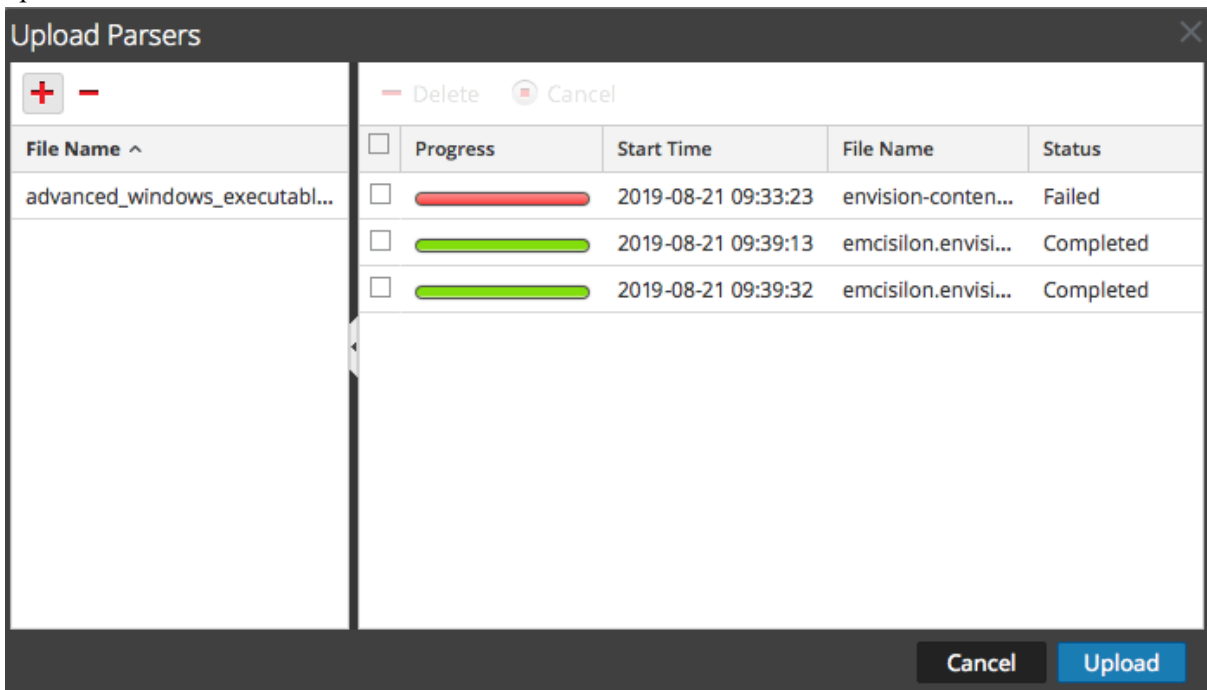 Upload Parsers
Delete Cancel
File Name
Progress Start Time File Name Status
advanced_windows_executabl...
2019-08-21 09:33:23 envision-conten... Failed
2019-08-21 09:39:13 emcisilon.envisi... Completed
2019-08-21 09:39:32 emcisilon.envisi... Completed
Cancel Upload